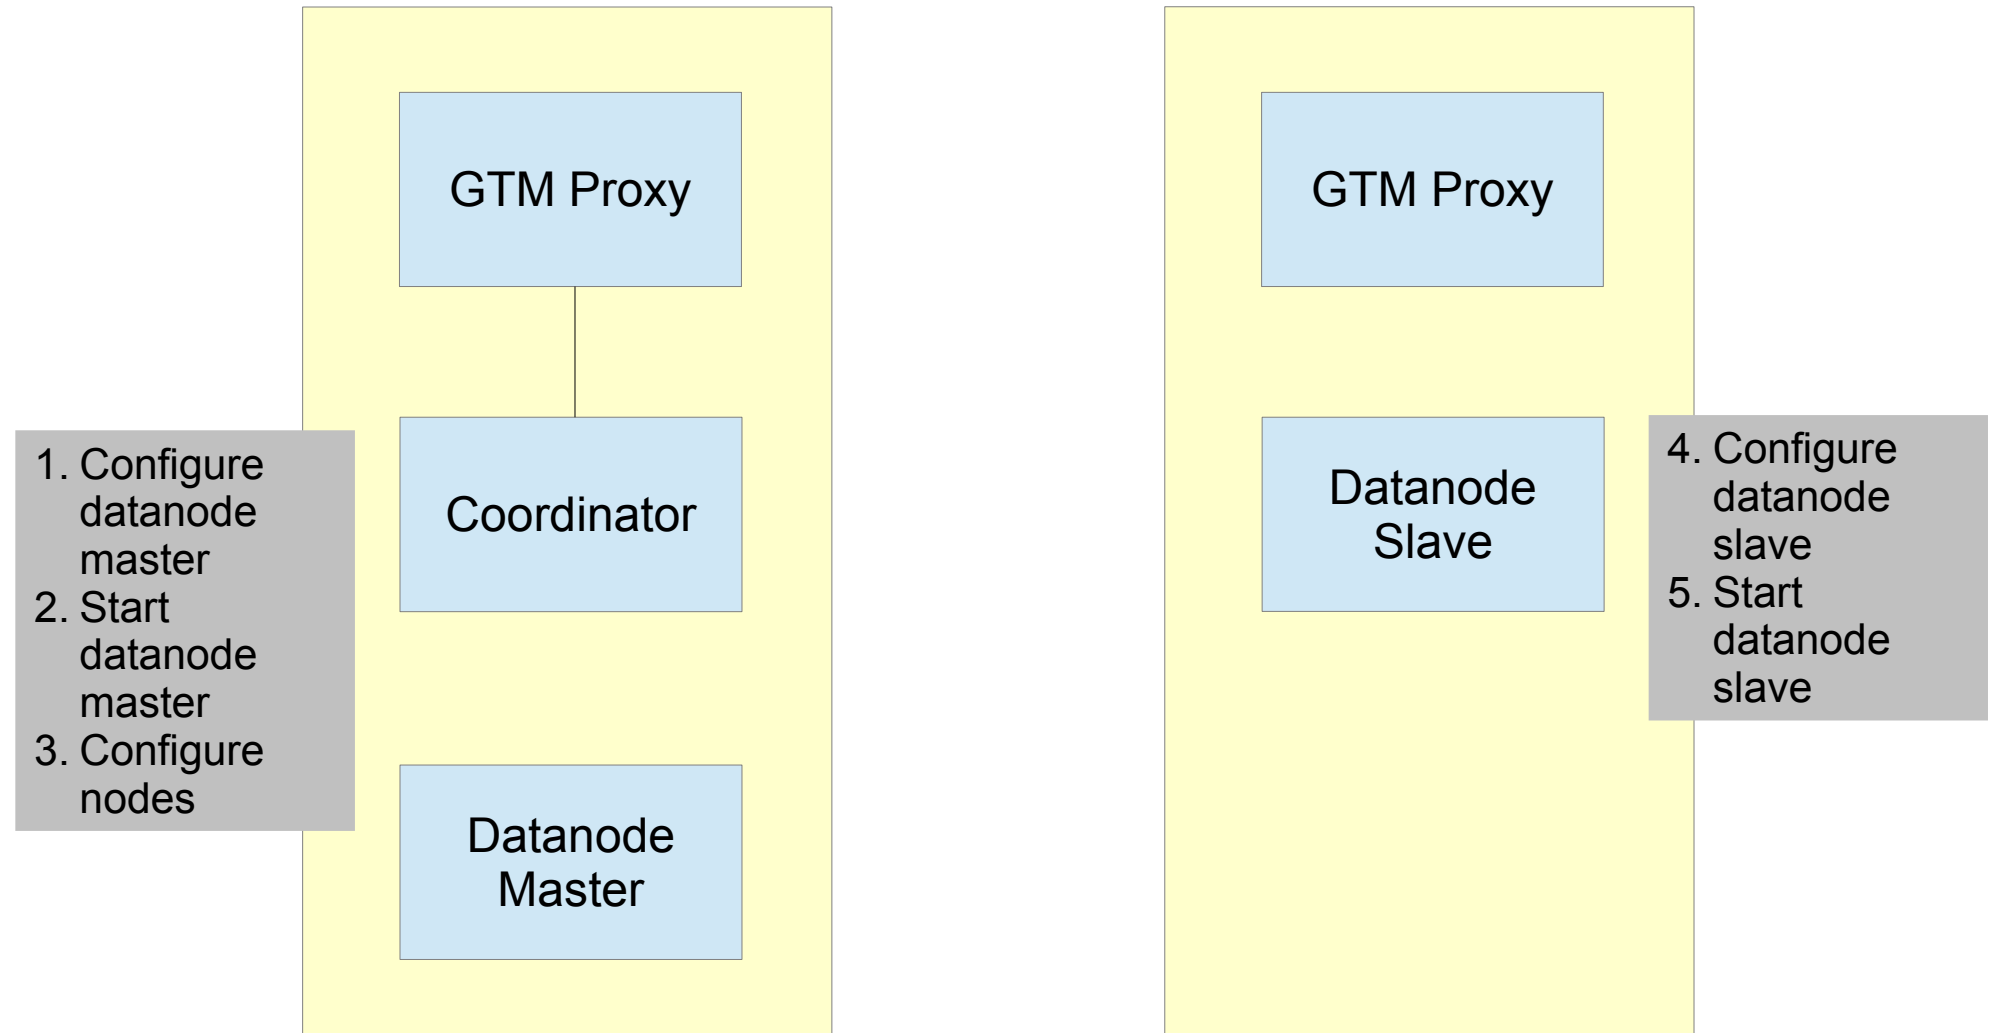 GTM Proxy
Coordinator
Datanode
Master
1. Configure
datanode
master
2. Start
datanode
master
3. Configure
nodes
GTM Proxy
Datanode
Slave
4. Configure
datanode
slave
5. Start
datanode
slave